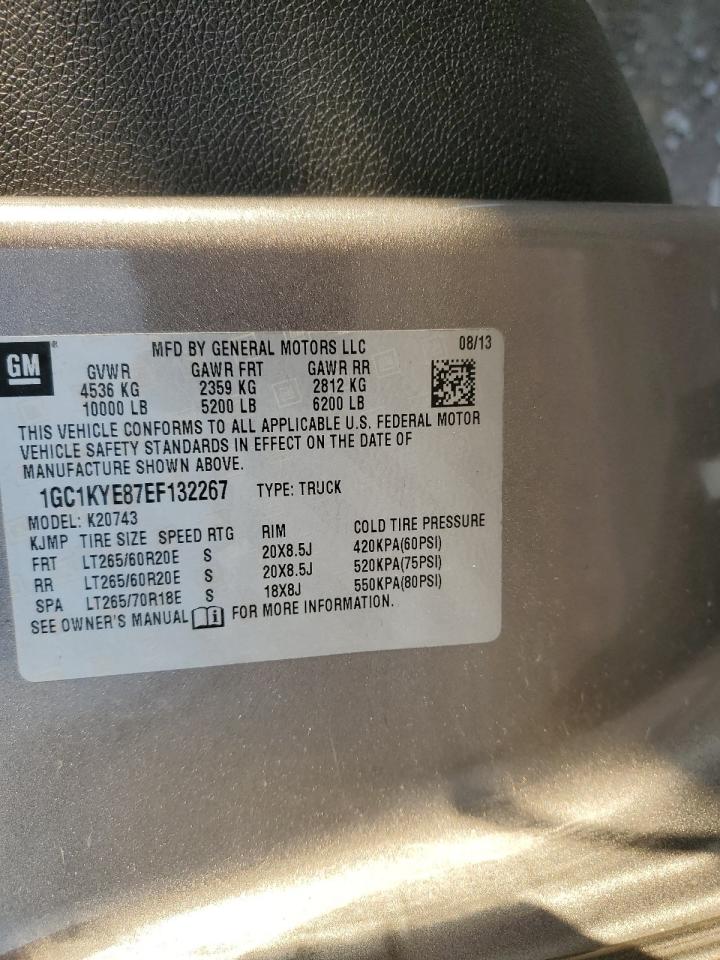 GM
MFD BY GENERAL MOTORS LLC 08/13
GVWR GAWR FRT GAWR RR
4536 KG 2359 KG 2812 KG
10000 LB 5200 LB 6200 LB
THIS VEHICLE CONFORMS TO ALL APPLICABLE U.S. FEDERAL MOTOR
VEHICLE SAFETY STANDARDS IN EFFECT ON THE DATE OF
MANUFACTURE SHOWN ABOVE.
1GC1KYE87EF132267 TYPE: TRUCK
MODEL: K20743
KJMP TIRE SIZE SPEED RTG RIM COLD TIRE PRESSURE
FRT LT265/60R20E S 20X8.5J 420KPA(60PSI)
RR LT265/60R20E S 20X8.5J 520KPA(75PSI)
SPA LT265/70R18E S 18X8J 550KPA(80PSI)
SEE OWNER'S MANUAL FOR MORE INFORMATION.